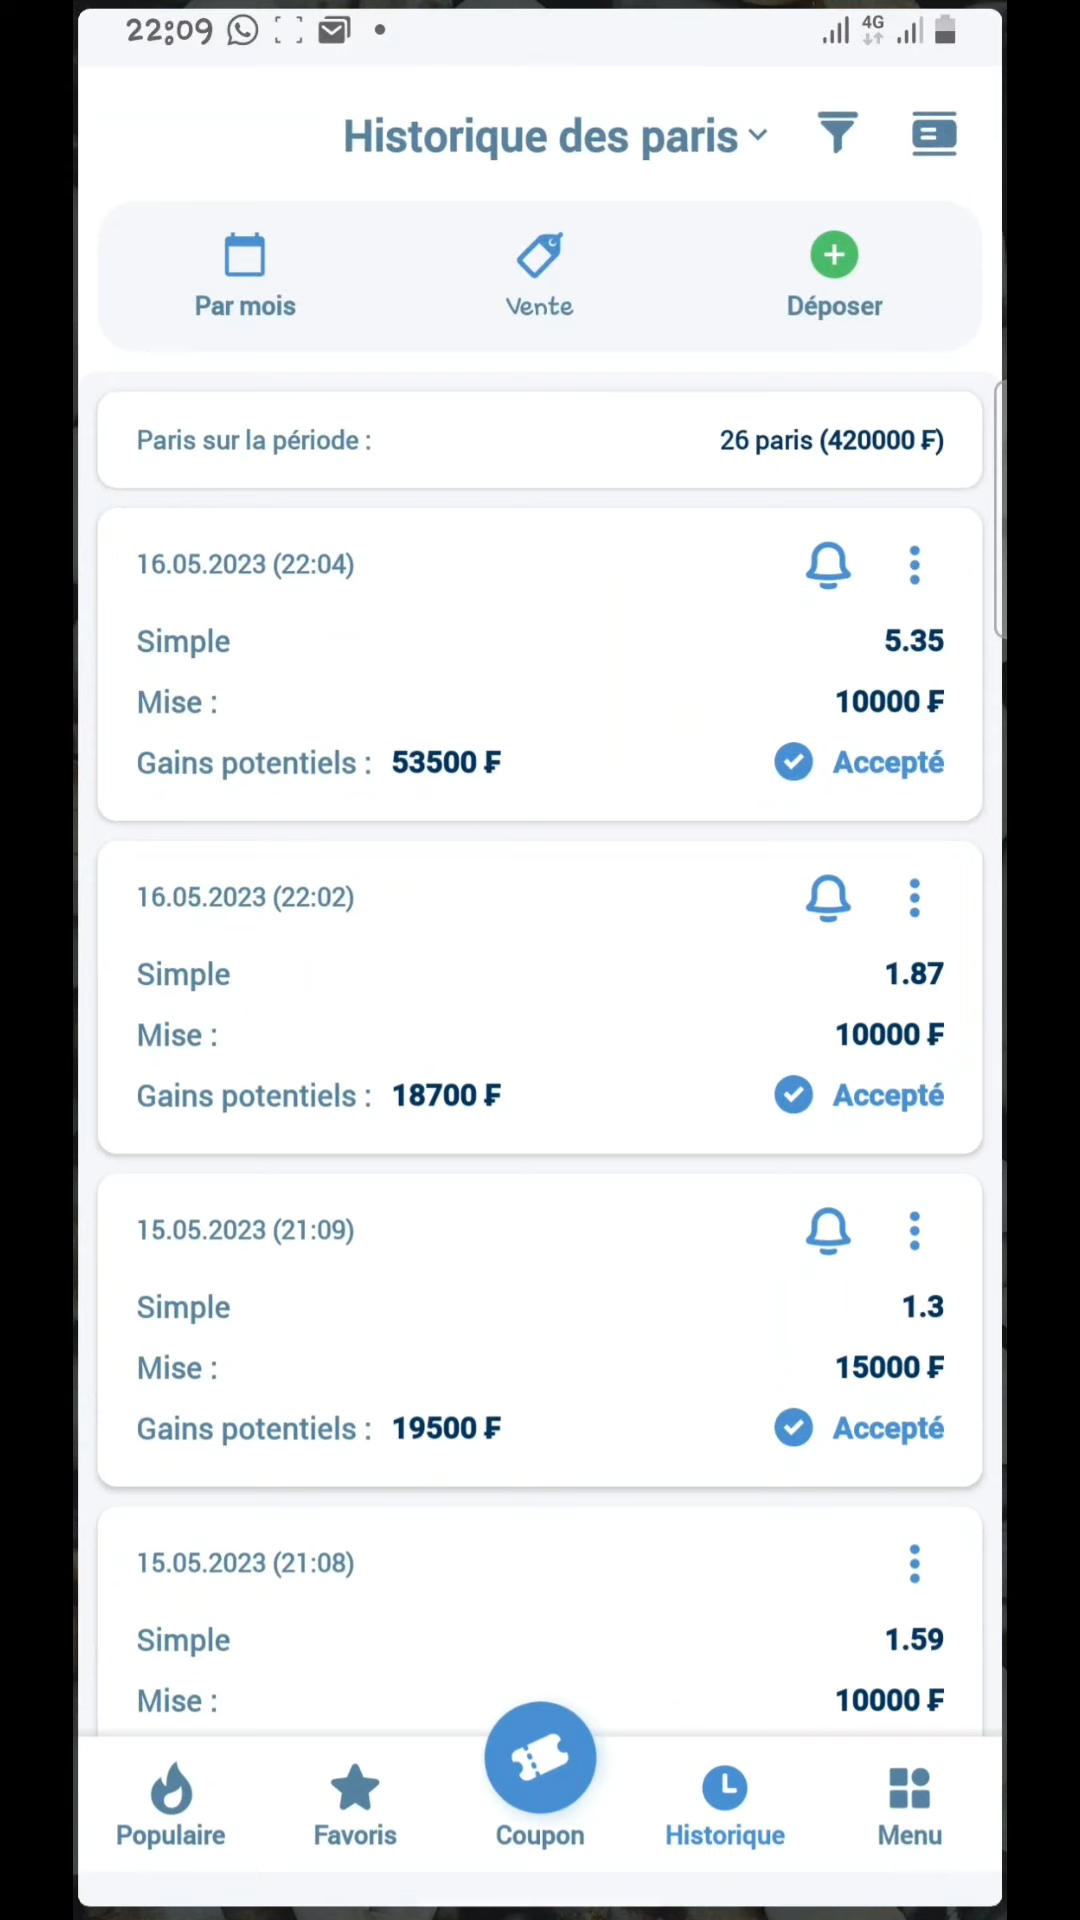 22:09
4G
Historique des paris
Par mois
Vente
Déposer
Paris sur la période : 26 paris (420000 ₣)
16.05.2023 (22:04)
Simple 5.35
Mise : 10000 ₣
Gains potentiels : 53500 ₣ Accepté
16.05.2023 (22:02)
Simple 1.87
Mise : 10000 ₣
Gains potentiels : 18700 ₣ Accepté
15.05.2023 (21:09)
Simple 1.3
Mise : 15000 ₣
Gains potentiels : 19500 ₣ Accepté
15.05.2023 (21:08)
Simple 1.59
Mise : 10000 ₣
Populaire
Favoris
Coupon
Historique
Menu